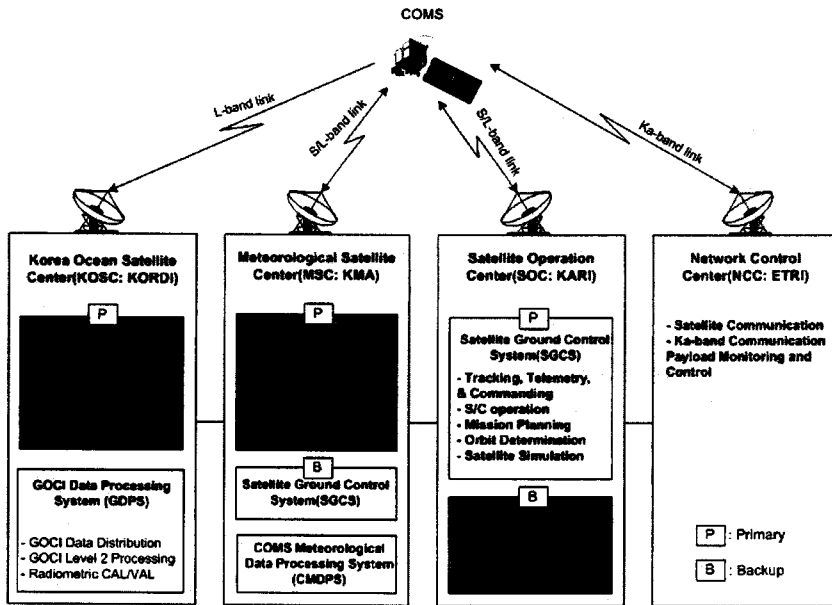 COMS
L-band link
S/L-band link
S/L-band link
Ka-band link
Korea Ocean Satellite
Center(KOSC: KORDI)
P
GOCI Data Processing
System (GDPS)
- GOCI Data Distribution
- GOCI Level 2 Processing
- Radiometric CAL/VAL
Meteorological Satellite
Center(MSC: KMA)
P
B
Satellite Ground Control
System(SGCS)
COMS Meteorological
Data Processing System
(CMDPS)
Satellite Operation
Center(SOC: KARI)
P
Satellite Ground Control
System(SGCS)
- Tracking, Telemetry,
& Commanding
- S/C operation
- Mission Planning
- Orbit Determination
- Satellite Simulation
B
Network Control
Center(NCC: ETRI)
- Satellite Communication
- Ka-band Communication
Payload Monitoring and
Control
P : Primary
B : Backup